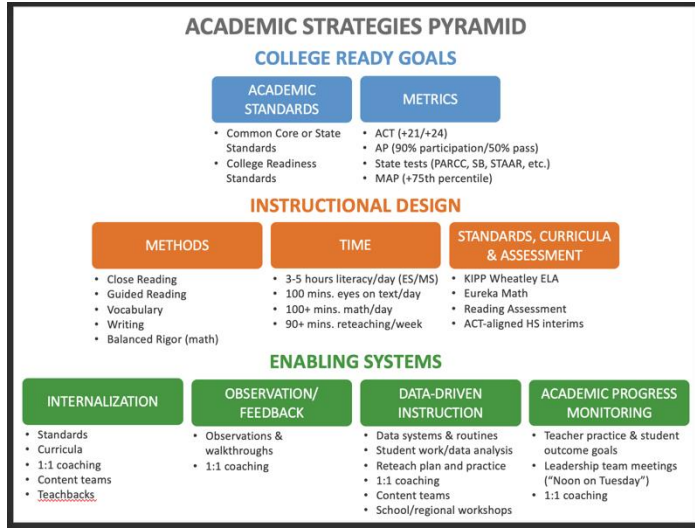 ACADEMIC STRATEGIES PYRAMID
COLLEGE READY GOALS
ACADEMIC
STANDARDS
• Common Core or State
Standards
• College Readiness
Standards
METRICS
• ACT (+21/+24)
• AP (90% participation/50% pass)
• State tests (PARCC, SB, STAAR, etc.)
• MAP (+75th percentile)
INSTRUCTIONAL DESIGN
METHODS
• Close Reading
• Guided Reading
• Vocabulary
• Writing
• Balanced Rigor (math)
TIME
• 3-5 hours literacy/day (ES/MS)
• 100 mins. eyes on text/day
• 100+ mins. math/day
• 90+ mins. reteaching/week
STANDARDS, CURRICULA
& ASSESSMENT
• KIPP Wheatley ELA
• Eureka Math
• Reading Assessment
• ACT-aligned HS interims
ENABLING SYSTEMS
INTERNALIZATION
• Standards
• Curricula
• 1:1 coaching
• Content teams
• Teachbacks
OBSERVATION/
FEEDBACK
• Observations &
walkthroughs
• 1:1 coaching
DATA-DRIVEN
INSTRUCTION
• Data systems & routines
• Student work/data analysis
• Reteach plan and practice
• 1:1 coaching
• Content teams
• School/regional workshops
ACADEMIC PROGRESS
MONITORING
• Teacher practice & student
outcome goals
• Leadership team meetings
("Noon on Tuesday")
• 1:1 coaching